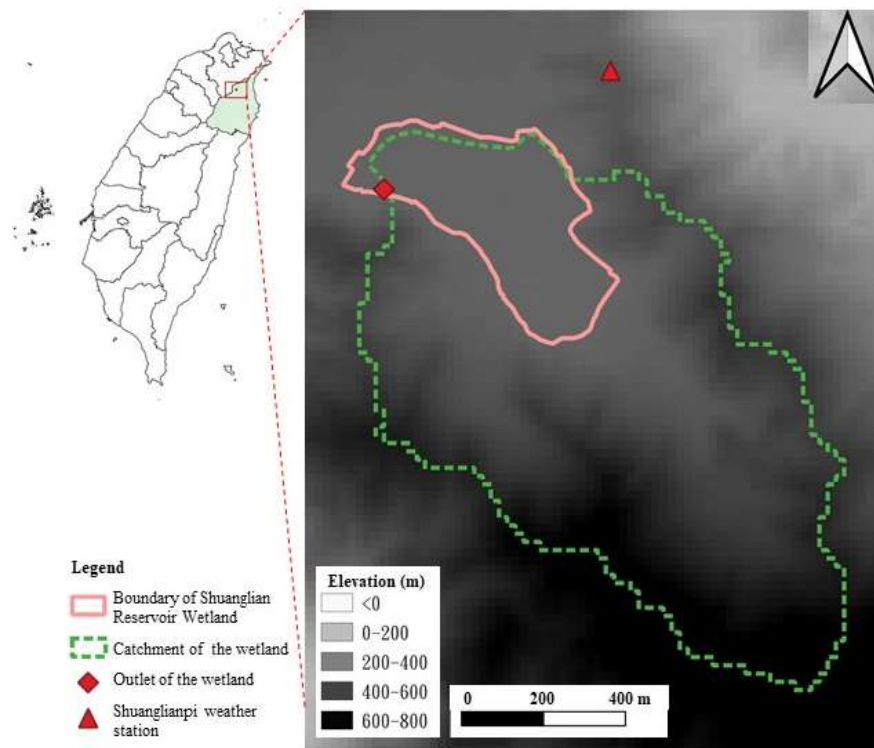 Legend
Boundary of Shuanglian
Reservoir Wetland
Catchment of the wetland
Outlet of the wetland
Shuanglianpi weather
station
Elevation (m)
<0
0-200
200-400
400-600
600-800
0 200 400 m